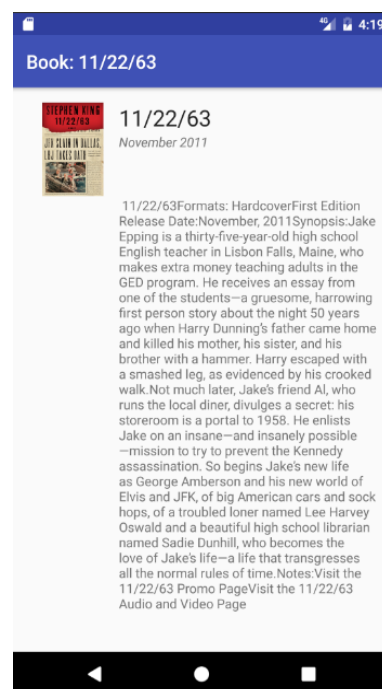 4G 4:19
Book: 11/22/63
STEPHEN KING
11/22/63
JFK SLAIN IN DALLAS,
LBJ TAKES OATH
11/22/63
November 2011
11/22/63Formats: HardcoverFirst Edition
Release Date:November, 2011Synopsis:Jake
Epping is a thirty-five-year-old high school
English teacher in Lisbon Falls, Maine, who
makes extra money teaching adults in the
GED program. He receives an essay from
one of the students—a gruesome, harrowing
first person story about the night 50 years
ago when Harry Dunning’s father came home
and killed his mother, his sister, and his
brother with a hammer. Harry escaped with
a smashed leg, as evidenced by his crooked
walk.Not much later, Jake’s friend Al, who
runs the local diner, divulges a secret: his
storeroom is a portal to 1958. He enlists
Jake on an insane—and insanely possible
—mission to try to prevent the Kennedy
assassination. So begins Jake’s new life
as George Amberson and his new world of
Elvis and JFK, of big American cars and sock
hops, of a troubled loner named Lee Harvey
Oswald and a beautiful high school librarian
named Sadie Dunhill, who becomes the
love of Jake’s life—a life that transgresses
all the normal rules of time.Notes:Visit the
11/22/63 Promo PageVisit the 11/22/63
Audio and Video Page